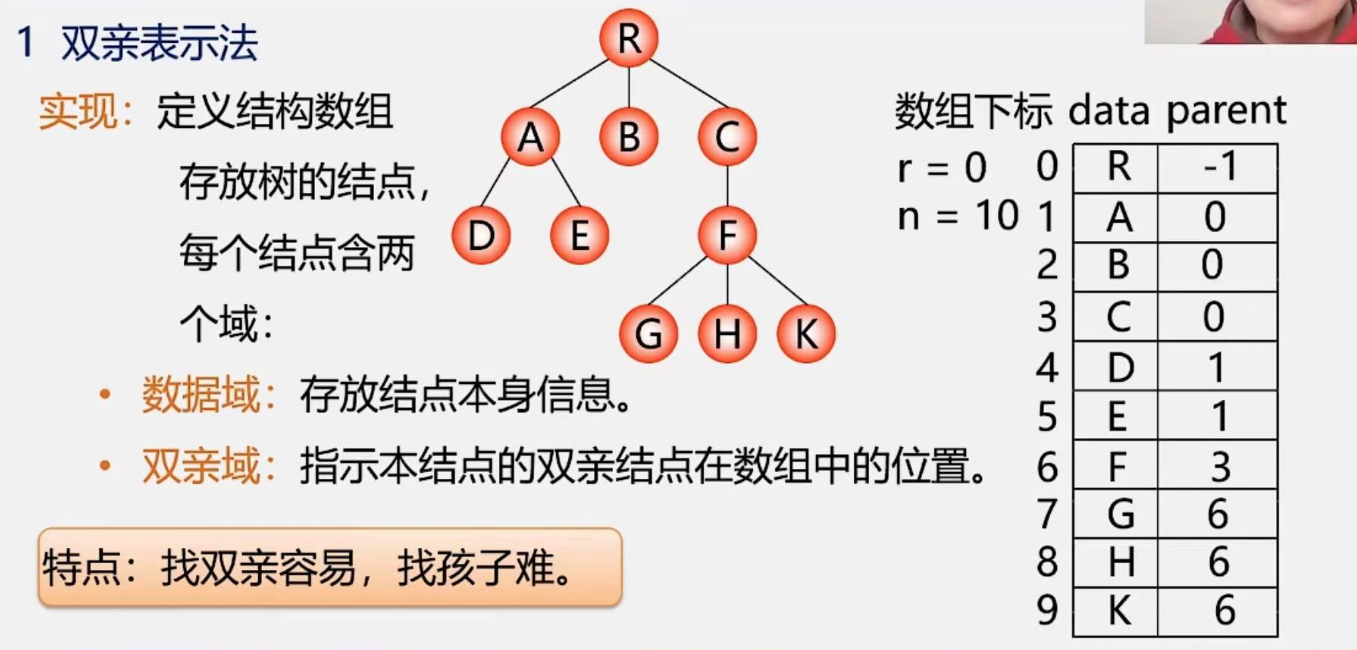 1 双亲表示法
实现：定义结构数组
存放树的结点，
每个结点含两
个域：
• 数据域：存放结点本身信息。
• 双亲域：指示本结点的双亲结点在数组中的位置。
特点：找双亲容易，找孩子难。
R
A B C
D E F
G H K
数组下标 data parent
r = 0 0 R -1
n = 10 1 A 0
2 B 0
3 C 0
4 D 1
5 E 1
6 F 3
7 G 6
8 H 6
9 K 6